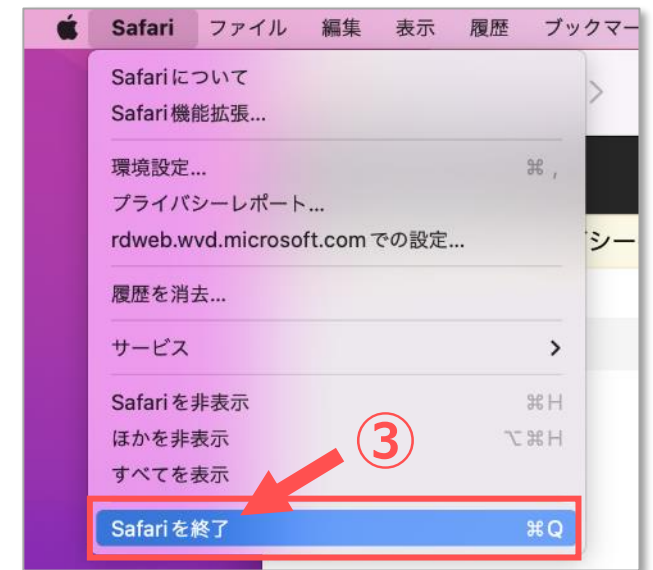 Safari ファイル 編集 表示 履歴 ブックマー
Safariについて
Safari機能拡張...
環境設定... ⌘ ,
プライバシーレポート...
rdweb.wvd.microsoft.com での設定...
シー
履歴を消去...
サービス
Safariを非表示 ⌘H
ほかを非表示 ⌥⌘H
③
すべてを表示
Safariを終了 ⌘Q